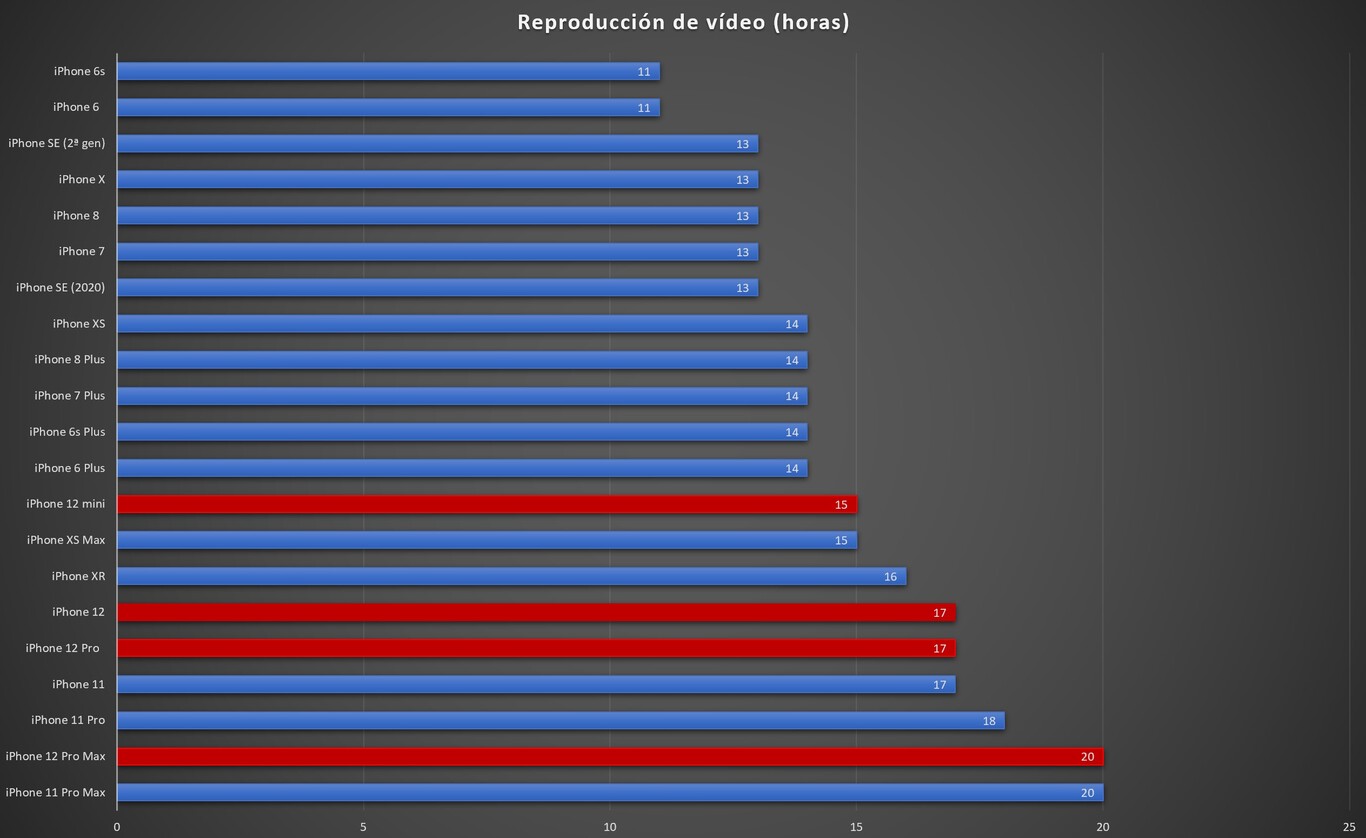 Reproducción de vídeo (horas)
iPhone 6s 11
iPhone 6 11
iPhone SE (2ª gen) 13
iPhone X 13
iPhone 8 13
iPhone 7 13
iPhone SE (2020) 13
iPhone XS 14
iPhone 8 Plus 14
iPhone 7 Plus 14
iPhone 6s Plus 14
iPhone 6 Plus 14
iPhone 12 mini 15
iPhone XS Max 15
iPhone XR 16
iPhone 12 17
iPhone 12 Pro 17
iPhone 11 17
iPhone 11 Pro 18
iPhone 12 Pro Max 20
iPhone 11 Pro Max 20
0 5 10 15 20 25